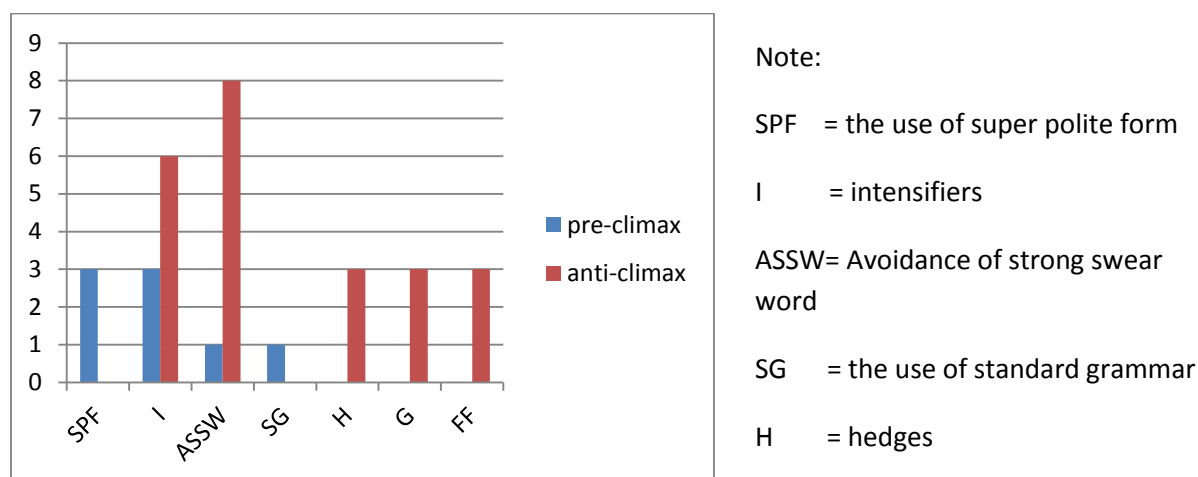 9
8
7
6
5
4
3
2
1
0
SPF
I
ASSW
SG
H
G
FF
pre-climax
anti-climax
Note:
SPF = the use of super polite form
I = intensifiers
ASSW= Avoidance of strong swear
word
SG = the use of standard grammar
H = hedges